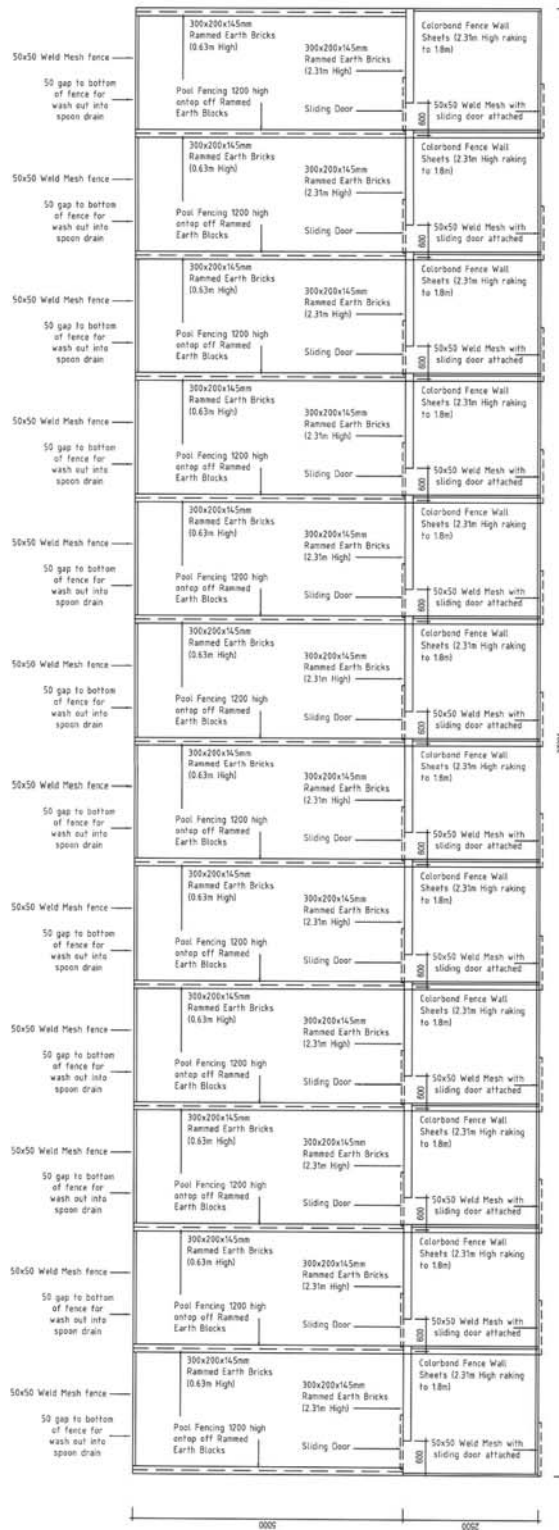 50x50 Weld Mesh fence
50 gap to bottom
of fence for
wash out into
spoon drain
300x200x145mm
Rammed Earth Bricks
(0.63m High)
Pool Fencing 1200 high
ontop off Rammed
Earth Blocks
300x200x145mm
Rammed Earth Bricks
(2.31m High)
Sliding Door
Colorbond Fence Wall
Sheets (2.31m High raking
to 1.8m)
600
50x50 Weld Mesh with
sliding door attached
50x50 Weld Mesh fence
50 gap to bottom
of fence for
wash out into
spoon drain
300x200x145mm
Rammed Earth Bricks
(0.63m High)
Pool Fencing 1200 high
ontop off Rammed
Earth Blocks
300x200x145mm
Rammed Earth Bricks
(2.31m High)
Sliding Door
Colorbond Fence Wall
Sheets (2.31m High raking
to 1.8m)
600
50x50 Weld Mesh with
sliding door attached
50x50 Weld Mesh fence
50 gap to bottom
of fence for
wash out into
spoon drain
300x200x145mm
Rammed Earth Bricks
(0.63m High)
Pool Fencing 1200 high
ontop off Rammed
Earth Blocks
300x200x145mm
Rammed Earth Bricks
(2.31m High)
Sliding Door
Colorbond Fence Wall
Sheets (2.31m High raking
to 1.8m)
600
50x50 Weld Mesh with
sliding door attached
50x50 Weld Mesh fence
50 gap to bottom
of fence for
wash out into
spoon drain
300x200x145mm
Rammed Earth Bricks
(0.63m High)
Pool Fencing 1200 high
ontop off Rammed
Earth Blocks
300x200x145mm
Rammed Earth Bricks
(2.31m High)
Sliding Door
Colorbond Fence Wall
Sheets (2.31m High raking
to 1.8m)
600
50x50 Weld Mesh with
sliding door attached
50x50 Weld Mesh fence
50 gap to bottom
of fence for
wash out into
spoon drain
300x200x145mm
Rammed Earth Bricks
(0.63m High)
Pool Fencing 1200 high
ontop off Rammed
Earth Blocks
300x200x145mm
Rammed Earth Bricks
(2.31m High)
Sliding Door
Colorbond Fence Wall
Sheets (2.31m High raking
to 1.8m)
600
50x50 Weld Mesh with
sliding door attached
50x50 Weld Mesh fence
50 gap to bottom
of fence for
wash out into
spoon drain
300x200x145mm
Rammed Earth Bricks
(0.63m High)
Pool Fencing 1200 high
ontop off Rammed
Earth Blocks
300x200x145mm
Rammed Earth Bricks
(2.31m High)
Sliding Door
Colorbond Fence Wall
Sheets (2.31m High raking
to 1.8m)
600
50x50 Weld Mesh with
sliding door attached
50x50 Weld Mesh fence
50 gap to bottom
of fence for
wash out into
spoon drain
300x200x145mm
Rammed Earth Bricks
(0.63m High)
Pool Fencing 1200 high
ontop off Rammed
Earth Blocks
300x200x145mm
Rammed Earth Bricks
(2.31m High)
Sliding Door
Colorbond Fence Wall
Sheets (2.31m High raking
to 1.8m)
600
50x50 Weld Mesh with
sliding door attached
50x50 Weld Mesh fence
50 gap to bottom
of fence for
wash out into
spoon drain
300x200x145mm
Rammed Earth Bricks
(0.63m High)
Pool Fencing 1200 high
ontop off Rammed
Earth Blocks
300x200x145mm
Rammed Earth Bricks
(2.31m High)
Sliding Door
Colorbond Fence Wall
Sheets (2.31m High raking
to 1.8m)
600
50x50 Weld Mesh with
sliding door attached
50x50 Weld Mesh fence
50 gap to bottom
of fence for
wash out into
spoon drain
300x200x145mm
Rammed Earth Bricks
(0.63m High)
Pool Fencing 1200 high
ontop off Rammed
Earth Blocks
300x200x145mm
Rammed Earth Bricks
(2.31m High)
Sliding Door
Colorbond Fence Wall
Sheets (2.31m High raking
to 1.8m)
600
50x50 Weld Mesh with
sliding door attached
50x50 Weld Mesh fence
50 gap to bottom
of fence for
wash out into
spoon drain
300x200x145mm
Rammed Earth Bricks
(0.63m High)
Pool Fencing 1200 high
ontop off Rammed
Earth Blocks
300x200x145mm
Rammed Earth Bricks
(2.31m High)
Sliding Door
Colorbond Fence Wall
Sheets (2.31m High raking
to 1.8m)
600
50x50 Weld Mesh with
sliding door attached
50x50 Weld Mesh fence
50 gap to bottom
of fence for
wash out into
spoon drain
300x200x145mm
Rammed Earth Bricks
(0.63m High)
Pool Fencing 1200 high
ontop off Rammed
Earth Blocks
300x200x145mm
Rammed Earth Bricks
(2.31m High)
Sliding Door
Colorbond Fence Wall
Sheets (2.31m High raking
to 1.8m)
600
50x50 Weld Mesh with
sliding door attached
50x50 Weld Mesh fence
50 gap to bottom
of fence for
wash out into
spoon drain
300x200x145mm
Rammed Earth Bricks
(0.63m High)
Pool Fencing 1200 high
ontop off Rammed
Earth Blocks
300x200x145mm
Rammed Earth Bricks
(2.31m High)
Sliding Door
Colorbond Fence Wall
Sheets (2.31m High raking
to 1.8m)
600
50x50 Weld Mesh with
sliding door attached
5000
2500